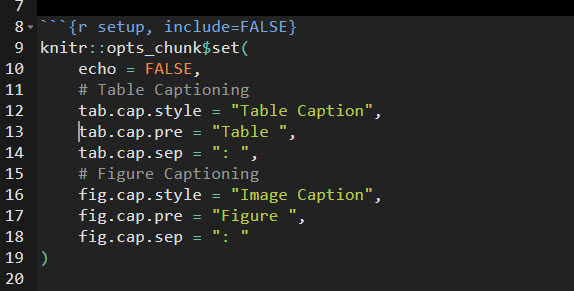 7
8 ```{r setup, include=FALSE}
9 knitr::opts_chunk$set(
10     echo = FALSE,
11     # Table Captioning
12     tab.cap.style = "Table Caption",
13     tab.cap.pre = "Table ",
14     tab.cap.sep = ": ",
15     # Figure Captioning
16     fig.cap.style = "Image Caption",
17     fig.cap.pre = "Figure ",
18     fig.cap.sep = ": "
19 )
20